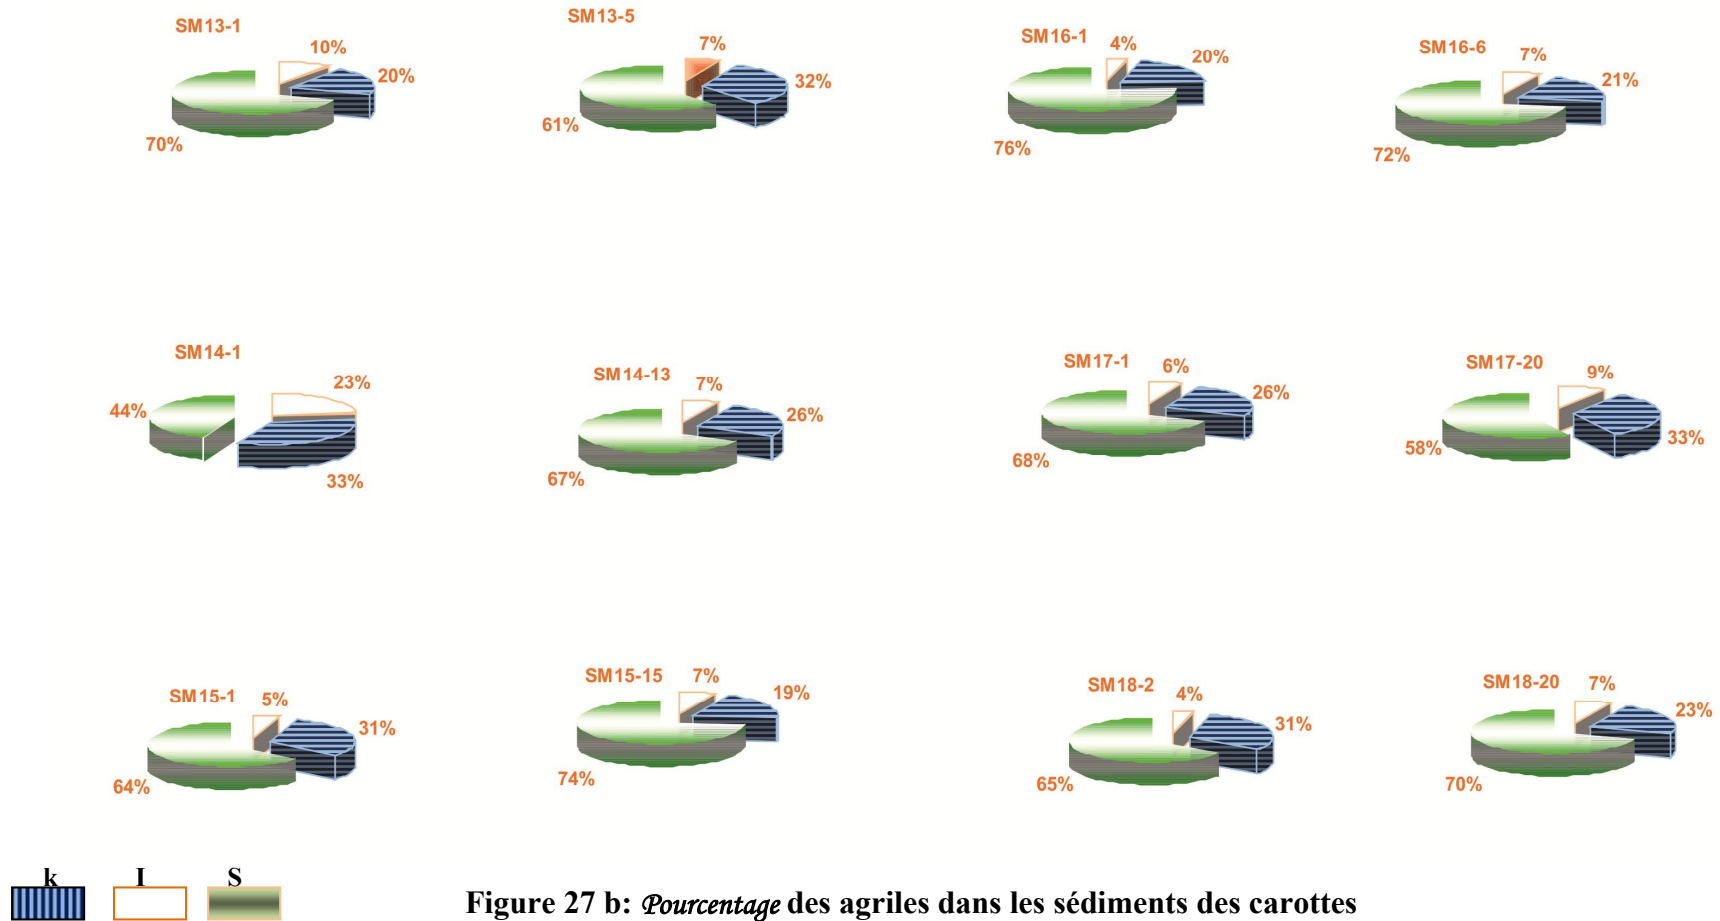 SM13-1
10%
20%
70%
SM13-5
7%
32%
61%
SM16-1
4%
20%
76%
SM16-6
7%
21%
72%
SM14-1
23%
44%
33%
SM14-13
7%
26%
67%
SM17-1
6%
26%
68%
SM17-20
9%
33%
58%
SM15-1
5%
31%
64%
SM15-15
7%
19%
74%
SM18-2
4%
31%
65%
SM18-20
7%
23%
70%
k I S
Figure 27 b: Pourcentage des agriles dans les sédiments des carottes